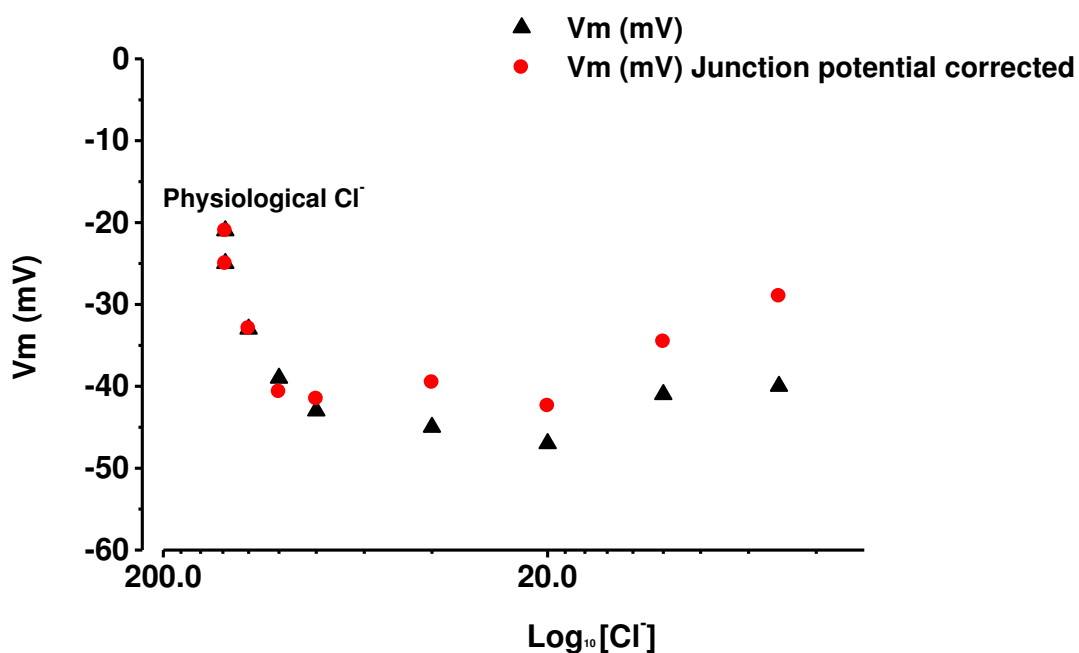 Vm (mV)
Vm (mV) Junction potential corrected
0
-10
Physiological Cl⁻
-20
-30
-40
-50
-60
200.0 20.0
Vm (mV)
Log₁₀ [Cl⁻]